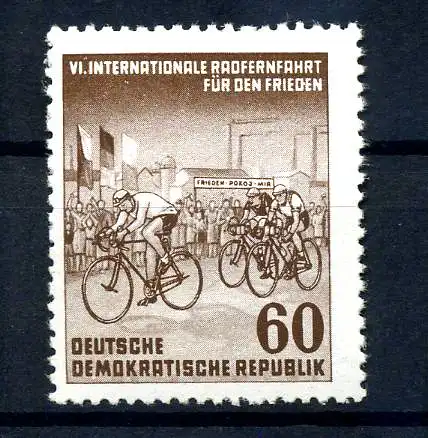 VI. INTERNATIONALE RADFERNFAHRT
FÜR DEN FRIEDEN
FRIEDEN - POKOJ - MIR
60
DEUTSCHE
DEMOKRATISCHE REPUBLIK